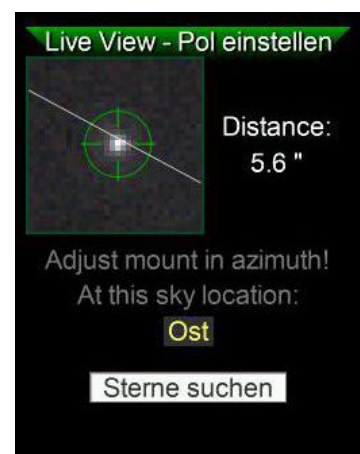 Live View - Pol einstellen
Distance:
5.6 "
Adjust mount in azimuth!
At this sky location:
Ost
Sterne suchen